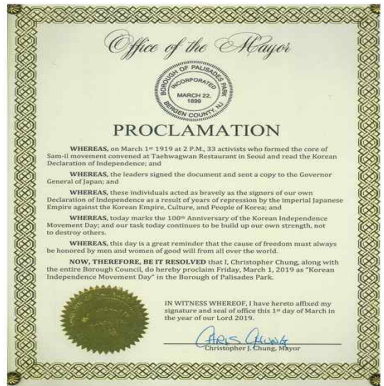 Office of the Mayor
BOROUGH OF PALISADES PARK
INCORPORATED
MARCH 22,
1899
BERGEN COUNTY, NJ
PROCLAMATION
WHEREAS, on March 1st 1919 at 2 P.M., 33 activists who formed the core of
Sam-il movement convened at Taehwagwan Restaurant in Seoul and read the Korean
Declaration of Independence; and
WHEREAS, the leaders signed the document and sent a copy to the Governor
General of Japan; and
WHEREAS, these individuals acted as bravely as the signers of our own
Declaration of Independence as a result of years of repression by the imperial Japanese
Empire against the Korean Empire, Culture, and People of Korea; and
WHEREAS, today marks the 100th Anniversary of the Korean Independence
Movement Day; and our task today continues to be build up our own strength, not
to destroy others.
WHEREAS, this day is a great reminder that the cause of freedom must always
be honored by men and women of good will from all over the world.
NOW, THEREFORE, BE IT RESOLVED that I, Christopher Chung, along with
the entire Borough Council, do hereby proclaim Friday, March 1, 2019 as "Korean
Independence Movement Day" in the Borough of Palisades Park.
IN WITNESS WHEREOF, I have hereto affixed my
signature and seal of office this 1st day of March in
the year of our Lord 2019.
CHRIS CHUNG
Christopher J. Chung, Mayor